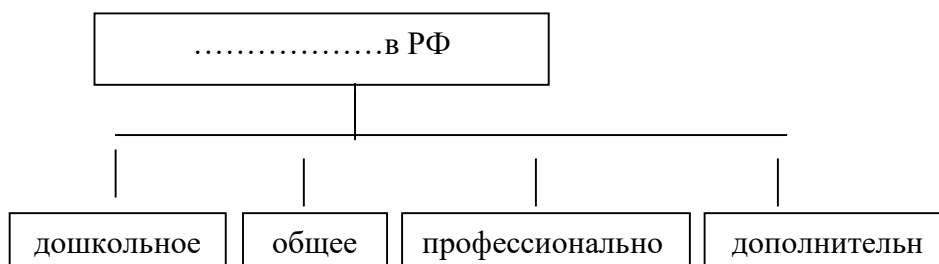 ………………в РФ
дошкольное
общее
профессионально
дополнительн